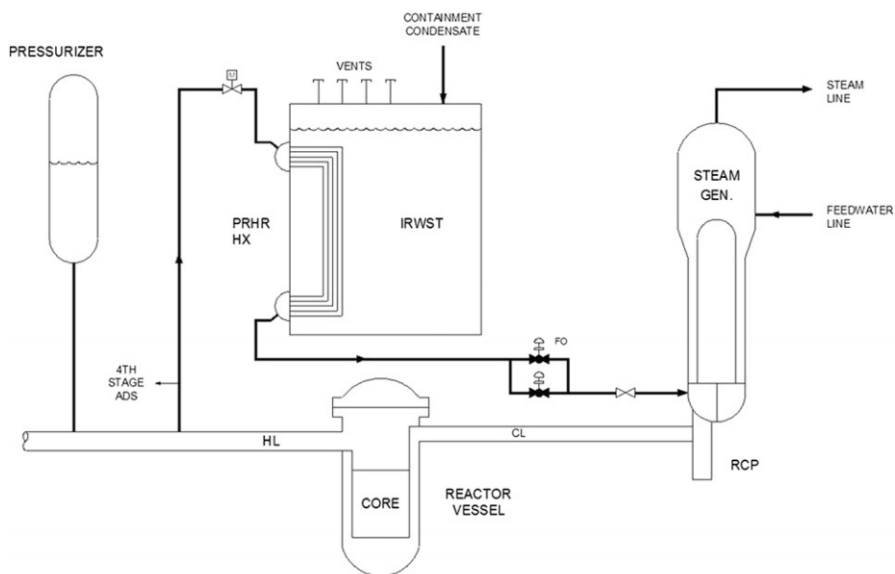 CONTAINMENT
CONDENSATE
PRESSURIZER
VENTS
M
STEAM
LINE
STEAM
GEN.
FEEDWATER
LINE
PRHR
HX
IRWST
FO
4TH
STAGE
ADS
HL
CL
RCP
CORE
REACTOR
VESSEL